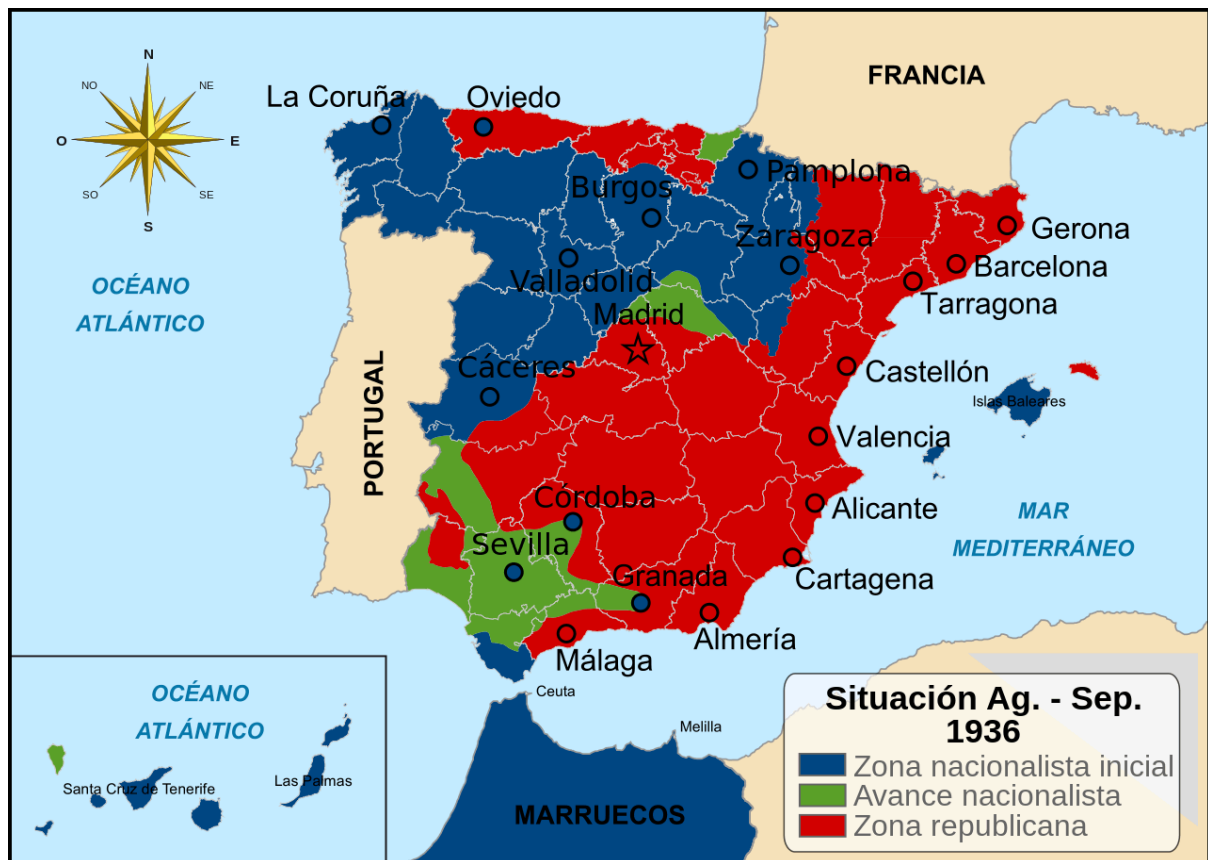 N
NO
NE
O
E
SO
SE
S
FRANCIA
La Coruña
Oviedo
Pamplona
Burgos
Gerona
Zaragoza
Barcelona
OCÉANO
ATLÁNTICO
Valladolid
Tarragona
Madrid
Cáceres
Castellón
Islas Baleares
PORTUGAL
Valencia
Córdoba
Alicante
MAR
MEDITERRÁNEO
Sevilla
Granada
Cartagena
Almería
Málaga
Ceuta
Melilla
OCÉANO
ATLÁNTICO
Santa Cruz de Tenerife
Las Palmas
MARRUECOS
Situación Ag. - Sep.
1936
Zona nacionalista inicial
Avance nacionalista
Zona republicana